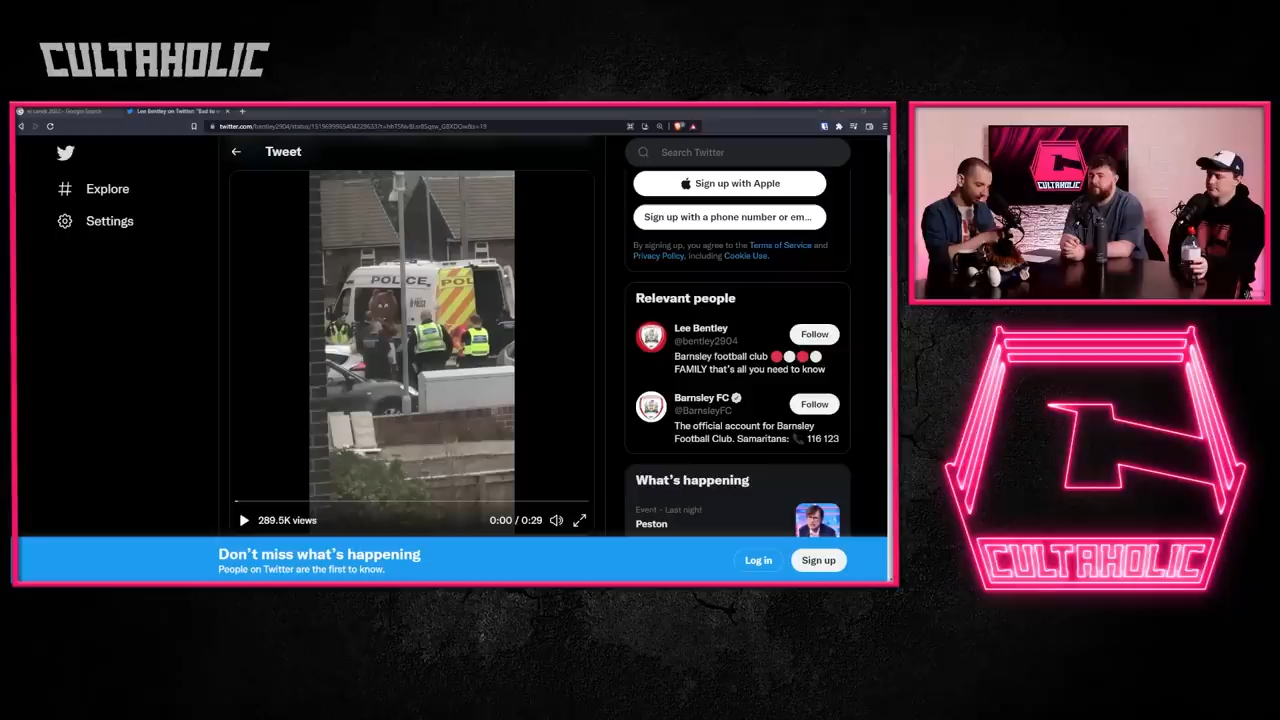 CULTAHOLIC
Lee Bentley on Twitter: "Bad tu
Tweet
Explore
Settings
POLICE
POL
289.5K views
0:00 / 0:29
Search Twitter
Sign up with Apple
Sign up with a phone number or em...
By signing up, you agree to the Terms of Service and
Privacy Policy, including Cookie Use.
Relevant people
Lee Bentley
@bentley2904
Follow
Barnsley football club
FAMILY that's all you need to know
Barnsley FC
@BarnsleyFC
Follow
The official account for Barnsley
Football Club. Samaritans: 📞 116 123
What's happening
Event · Last night
Peston
Don't miss what's happening
People on Twitter are the first to know.
Log in
Sign up
CULTAHOLIC
CULTAHOLIC